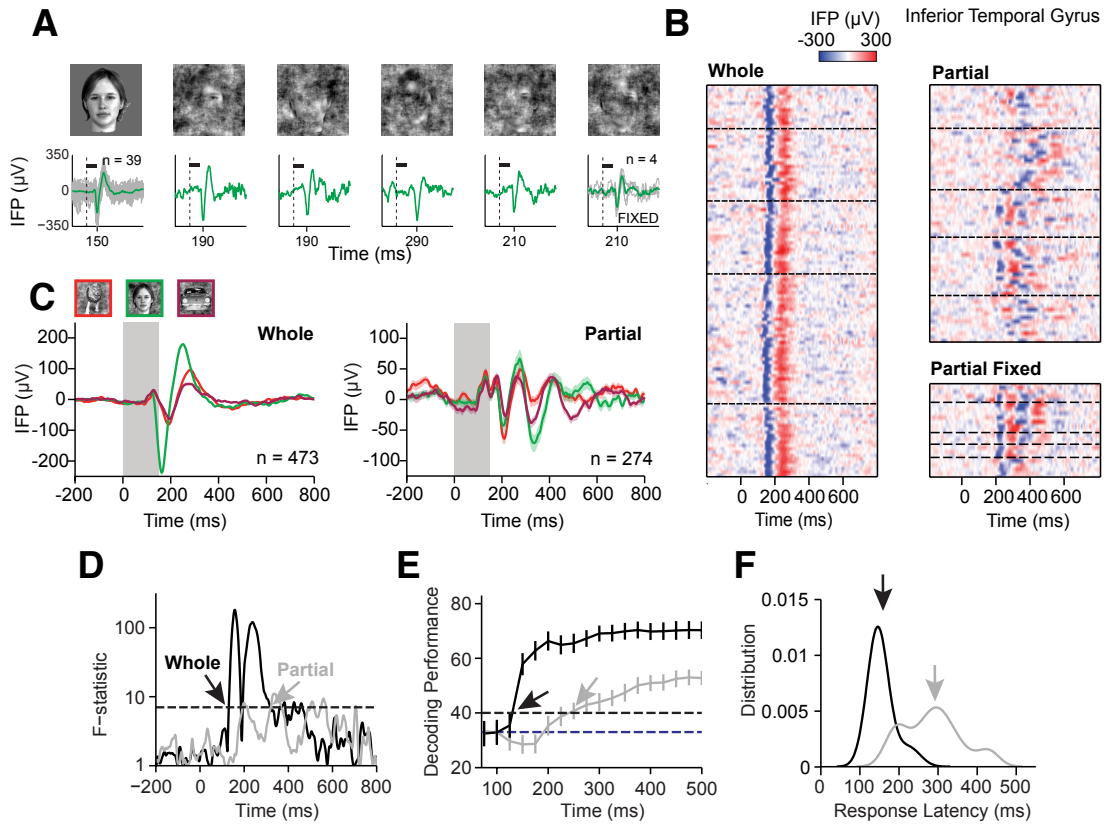 A
350
0
−350
IFP (μV)
n = 39
n = 4
FIXED
150
190
190
290
210
210
Time (ms)
B
IFP (μV)
-300 300
Inferior Temporal Gyrus
Whole
Partial
Partial Fixed
0 200 400 600
Time (ms)
0 200 400 600
Time (ms)
C
Whole
200
100
0
-100
-200
IFP (μV)
n = 473
-200 0 200 400 600 800
Time (ms)
Partial
100
50
0
-50
-100
IFP (μV)
n = 274
-200 0 200 400 600 800
Time (ms)
D
100
10
1
F-statistic
Whole
Partial
−200 0 200 400 600 800
Time (ms)
E
80
60
40
20
Decoding Performance
100 200 300 400 500
Time (ms)
F
0.015
0.01
0.005
0
Distribution
0 100 200 300 400 500
Response Latency (ms)